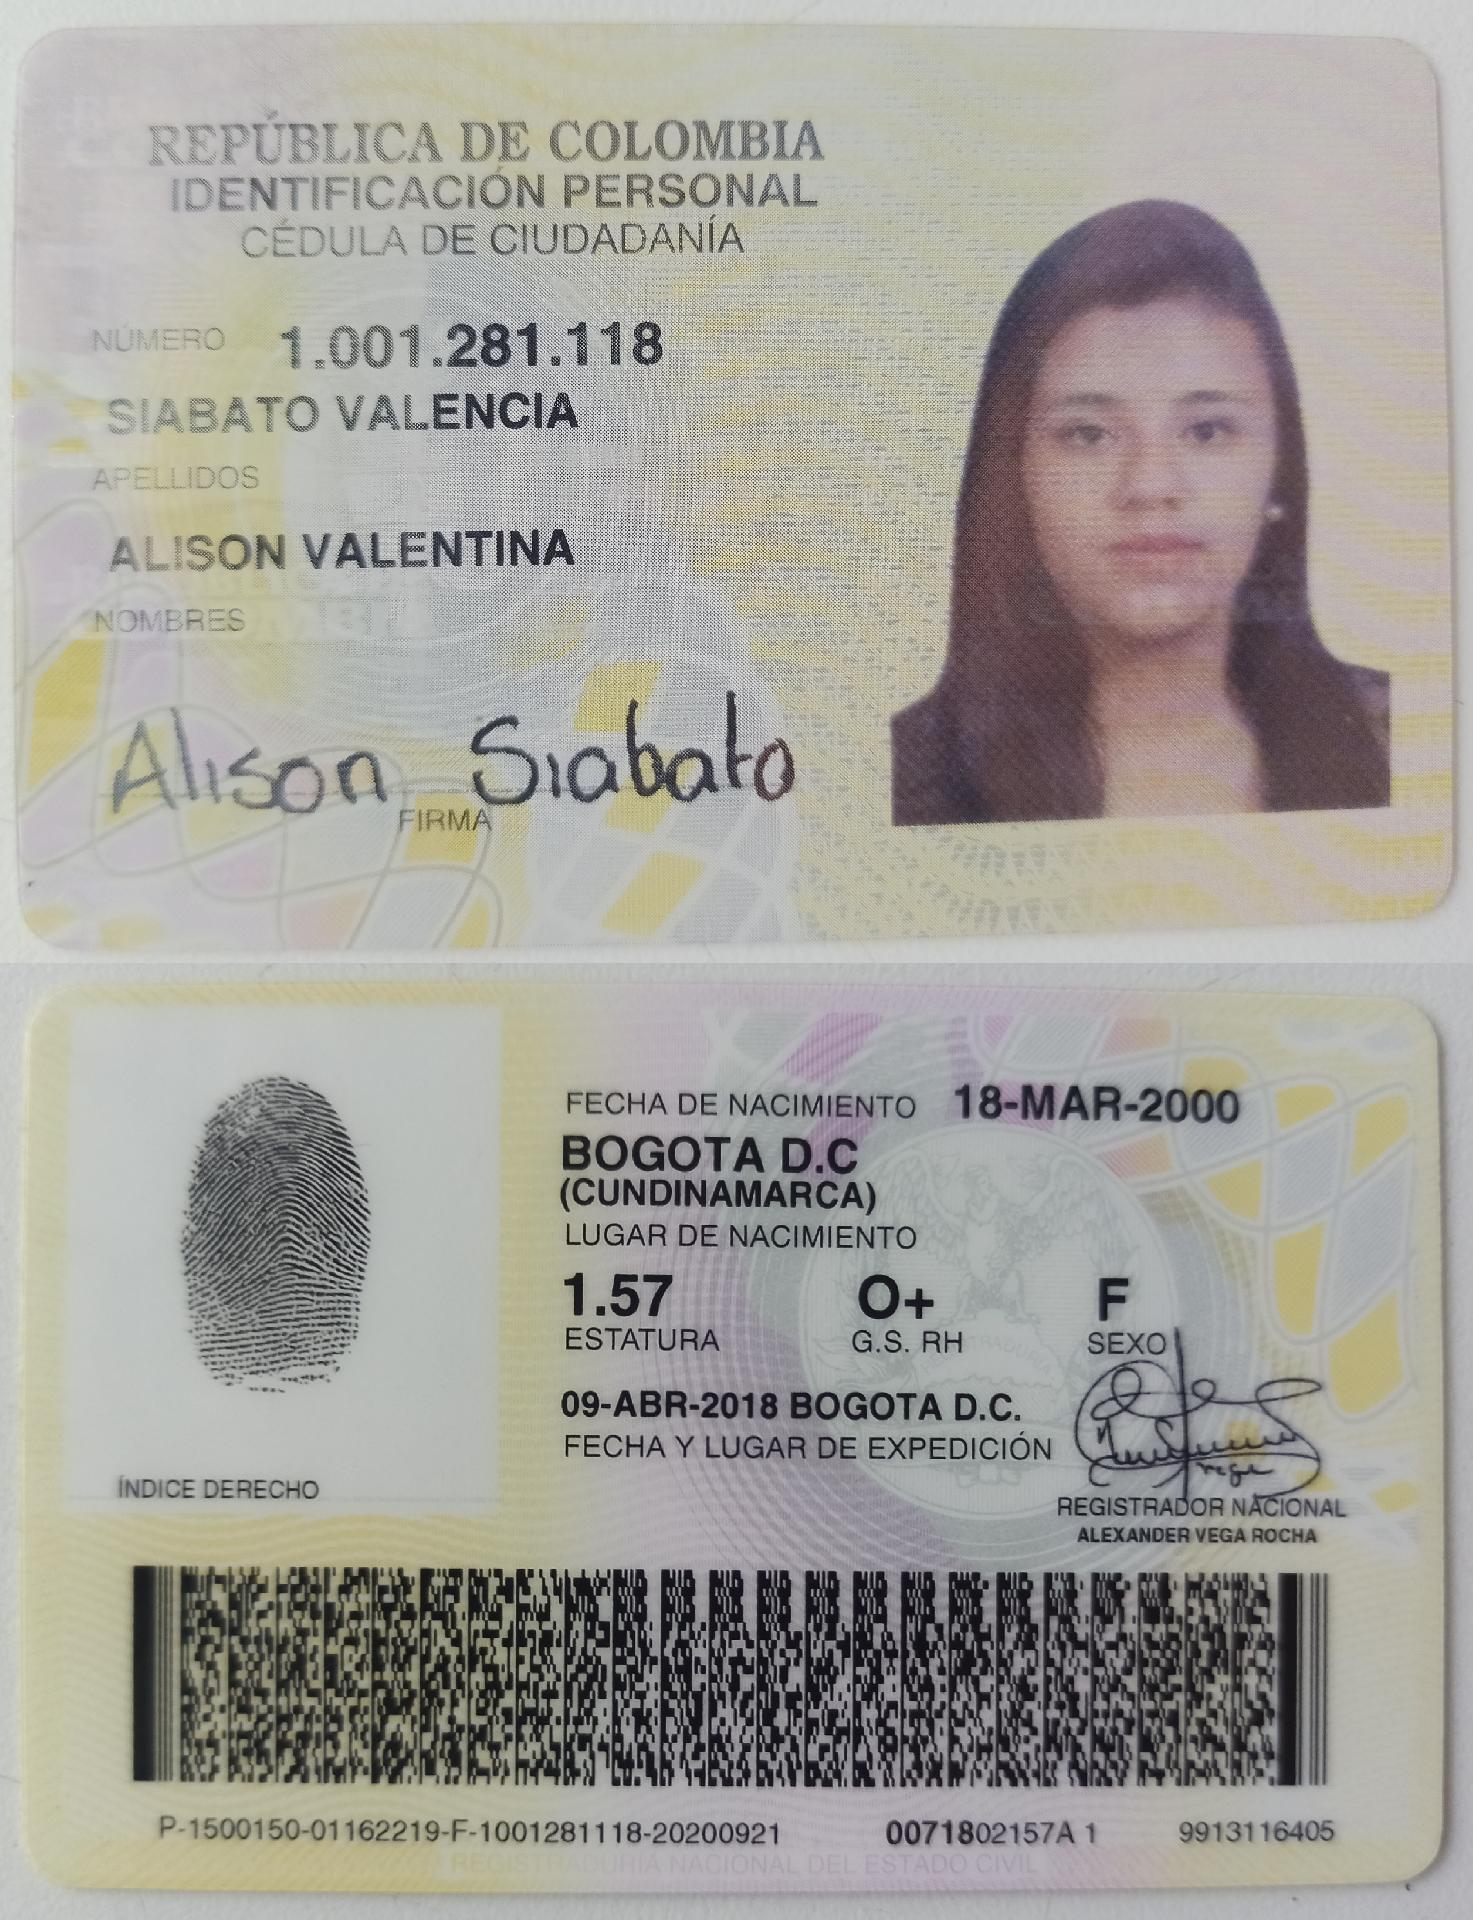 REPÚBLICA DE COLOMBIA
IDENTIFICACIÓN PERSONAL
CÉDULA DE CIUDADANÍA
NÚMERO 1.001.281.118
SIABATO VALENCIA
APELLIDOS
ALISON VALENTINA
NOMBRES
Alison Siabato
FIRMA
FECHA DE NACIMIENTO 18-MAR-2000
BOGOTA D.C
(CUNDINAMARCA)
LUGAR DE NACIMIENTO
1.57 O+ F
ESTATURA G.S. RH SEXO
09-ABR-2018 BOGOTA D.C.
FECHA Y LUGAR DE EXPEDICIÓN
ÍNDICE DERECHO
REGISTRADOR NACIONAL
ALEXANDER VEGA ROCHA
P-1500150-01162219-F-1001281118-20200921 0071802157A 1 9913116405
REGISTRADURIA NACIONAL DEL ESTADO CIVIL